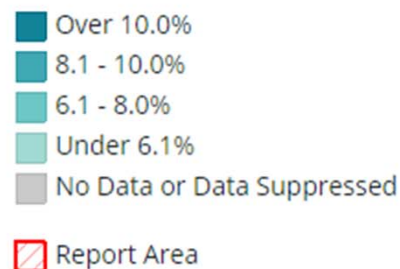 Over 10.0%
8.1 - 10.0%
6.1 - 8.0%
Under 6.1%
No Data or Data Suppressed
Report Area